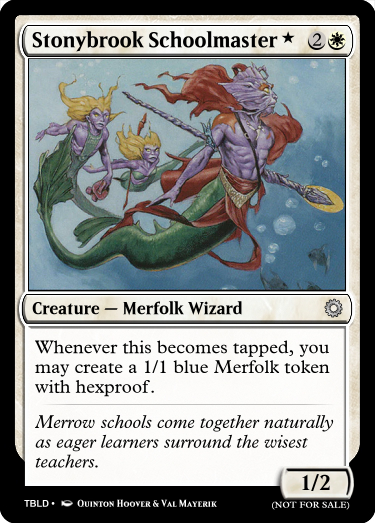 Stonybrook Schoolmaster ★ 2
Creature — Merfolk Wizard
Whenever this becomes tapped, you
may create a 1/1 blue Merfolk token
with hexproof.
Merrow schools come together naturally
as eager learners surround the wisest
teachers.
1/2
TBLD • Quinton Hoover & Val Mayerik
(NOT FOR SALE)